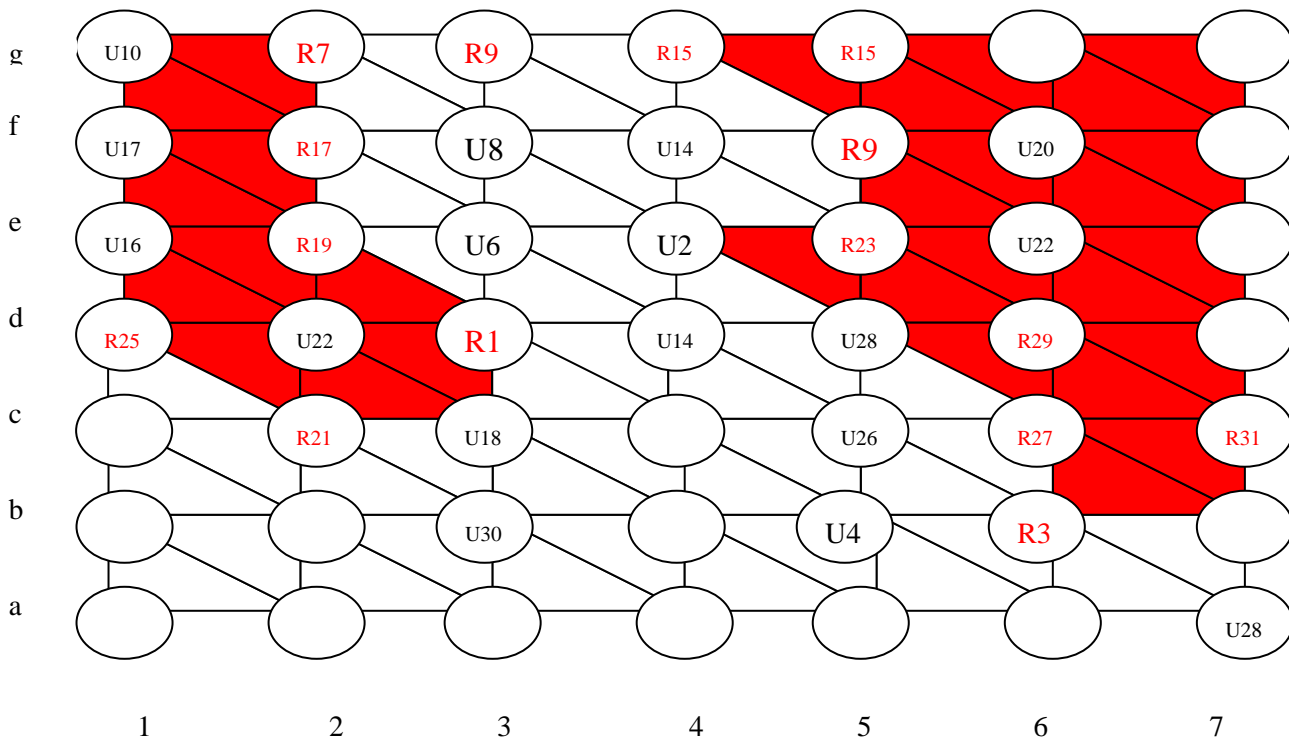 g U10 R7 R9 R15 R15
f U17 R17 U8 U14 R9 U20
e U16 R19 U6 U2 R23 U22
d R25 U22 R1 U14 U28 R29
c R21 U18 U26 R27 R31
b U30 U4 R3
a U28
1 2 3 4 5 6 7